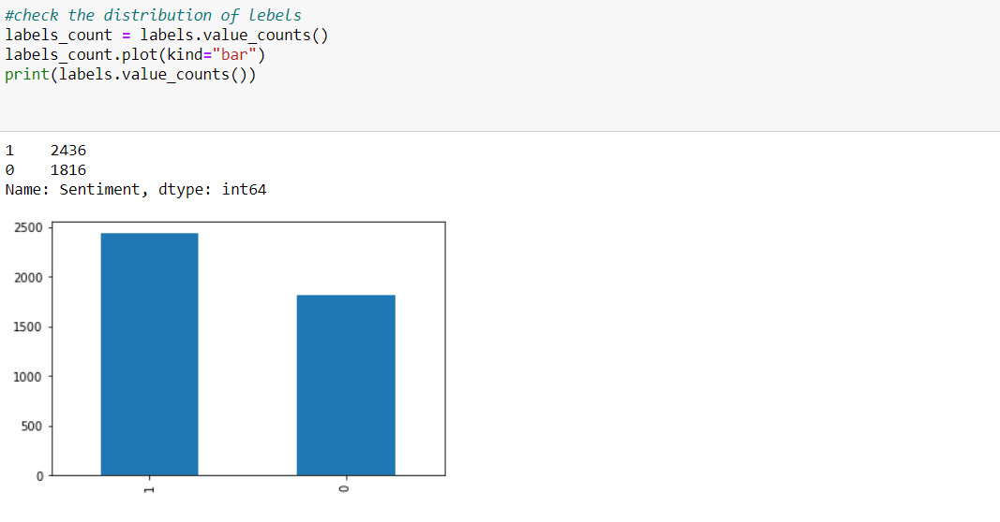 #check the distribution of lebels
labels_count = labels.value_counts()
labels_count.plot(kind="bar")
print(labels.value_counts())
1    2436
0    1816
Name: Sentiment, dtype: int64
2500
2000
1500
1000
500
0
1
0